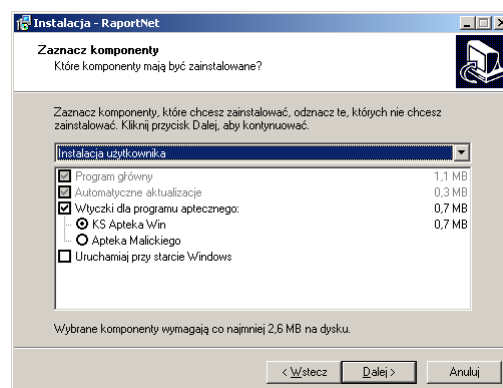 Instalacja - RaportNet
Zaznacz komponenty
Które komponenty mają być zainstalowane?
Zaznacz komponenty, które chcesz zainstalować, odznacz te, których nie chcesz
zainstalować. Kliknij przycisk Dalej, aby kontynuować.
Instalacja użytkownika
Program główny 1,1 MB
Automatyczne aktualizacje 0,3 MB
Wtyczki dla programu aptecznego: 0,7 MB
KS Apteka Win 0,7 MB
Apteka Malickiego
Uruchamiaj przy starcie Windows
Wybrane komponenty wymagają co najmniej 2,6 MB na dysku.
< Wstecz Dalej > Anuluj